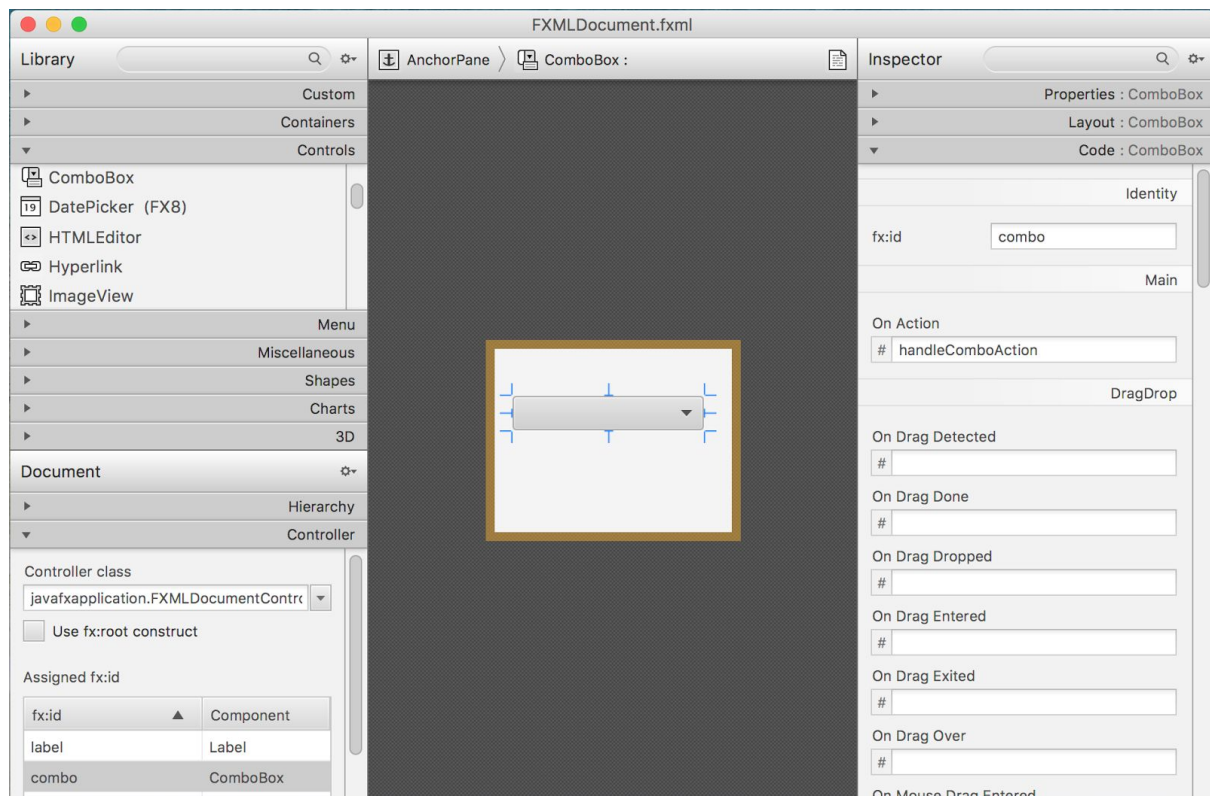 FXMLDocument.fxml
Library
Custom
Containers
Controls
ComboBox
DatePicker (FX8)
HTMLEditor
Hyperlink
ImageView
Menu
Miscellaneous
Shapes
Charts
3D
Document
Hierarchy
Controller
Controller class
javafxapplication.FXMLDocumentContro
Use fx:root construct
Assigned fx:id
fx:id Component
label Label
combo ComboBox
AnchorPane ComboBox :
Inspector
Properties : ComboBox
Layout : ComboBox
Code : ComboBox
Identity
fx:id combo
Main
On Action
# handleComboAction
DragDrop
On Drag Detected
#
On Drag Done
#
On Drag Dropped
#
On Drag Entered
#
On Drag Exited
#
On Drag Over
#
On Mouse Drag Entered